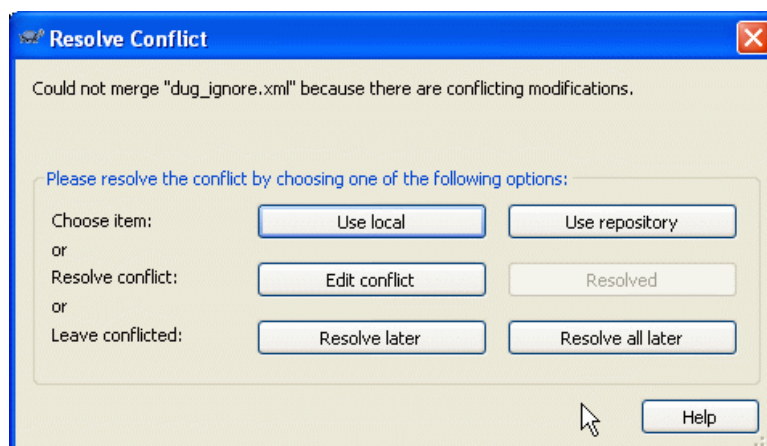 Resolve Conflict
Could not merge "dug_ignore.xml" because there are conflicting modifications.
Please resolve the conflict by choosing one of the following options:
Choose item: Use local Use repository
or
Resolve conflict: Edit conflict Resolved
or
Leave conflicted: Resolve later Resolve all later
Help